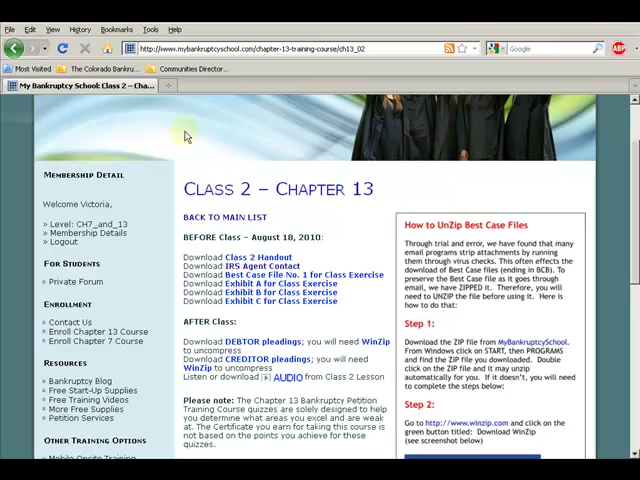 File Edit View History Bookmarks Tools Help
http://www.mybankruptcyschool.com/chapter-13-training-course/ch13_02
Google
ABP
Most Visited The Colorado Bankru... Communities Director...
My Bankruptcy School: Class 2 – Cha...
Membership Detail
Welcome Victoria,
» Level: CH7_and_13
» Membership Details
» Logout
For Students
Private Forum
Enrollment
Contact Us
Enroll Chapter 13 Course
Enroll Chapter 7 Course
Resources
Bankruptcy Blog
Free Start-Up Supplies
Free Training Videos
More Free Supplies
Petition Services
Other Training Options
Mobile Onsite Training
Class 2 – Chapter 13
BACK TO MAIN LIST
BEFORE Class – August 18, 2010:
Download Class 2 Handout
Download IRS Agent Contact
Download Best Case File No. 1 for Class Exercise
Download Exhibit A for Class Exercise
Download Exhibit B for Class Exercise
Download Exhibit C for Class Exercise
AFTER Class:
Download DEBTOR pleadings; you will need WinZip
to uncompress
Download CREDITOR pleadings; you will need
WinZip to uncompress
Listen or download AUDIO from Class 2 Lesson
Please note: The Chapter 13 Bankruptcy Petition
Training Course quizzes are solely designed to help
you determine what areas you excel and are weak
at. The Certificate you earn for taking this course is
not based on the points you achieve for these
quizzes.
How to UnZip Best Case Files
Through trial and error, we have found that many
email programs strip attachments by running
them through virus checks. This often effects the
download of Best Case files (ending in BCB). To
preserve the Best Case file as it goes through
email, we have ZIPPED it. Therefore, you will
need to UNZIP the file before using it. Here is
how to do that:
Step 1:
Download the ZIP file from MyBankruptcySchool.
From Windows click on START, then PROGRAMS
and find the ZIP file you downloaded. Double
click on the ZIP file and it may unzip
automatically for you. If it doesn't, you will need
to complete the steps below:
Step 2:
Go to http://www.winzip.com and click on the
green button titled: Download WinZip
(see screenshot below)